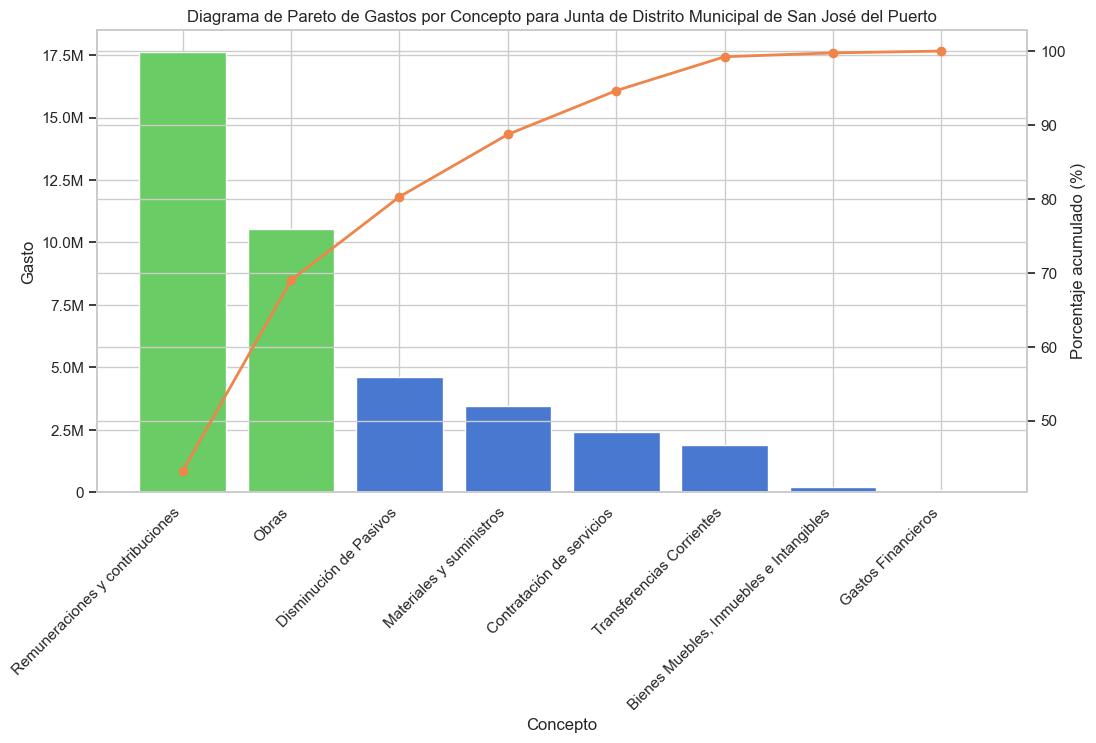 Diagrama de Pareto de Gastos por Concepto para Junta de Distrito Municipal de San José del Puerto
Gasto
17.5M
15.0M
12.5M
10.0M
7.5M
5.0M
2.5M
0
100
90
80
70
60
50
Porcentaje acumulado (%)
Remuneraciones y contribuciones
Obras
Disminución de Pasivos
Materiales y suministros
Contratación de servicios
Transferencias Corrientes
Bienes Muebles, Inmuebles e Intangibles
Gastos Financieros
Concepto